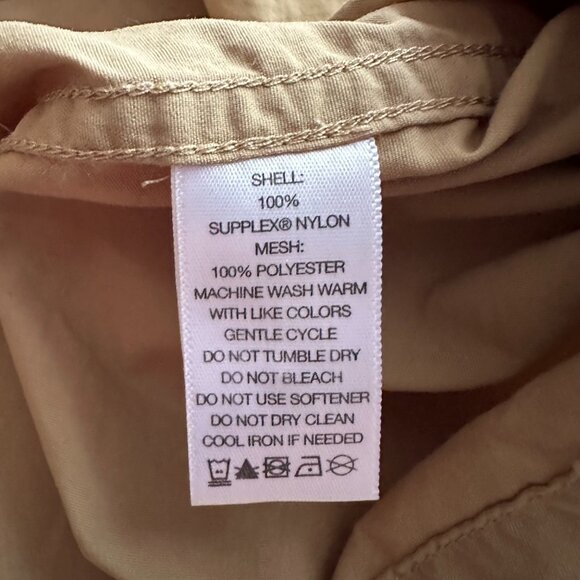 SHELL:
100%
SUPPLEX® NYLON
MESH:
100% POLYESTER
MACHINE WASH WARM
WITH LIKE COLORS
GENTLE CYCLE
DO NOT TUMBLE DRY
DO NOT BLEACH
DO NOT USE SOFTENER
DO NOT DRY CLEAN
COOL IRON IF NEEDED